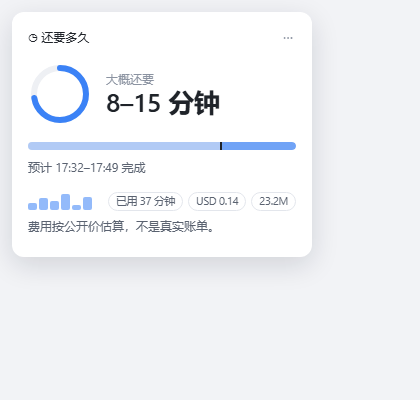 还要多久
大概还要
8–15 分钟
预计 17:32–17:49 完成
已用 37 分钟 USD 0.14 23.2M
费用按公开价估算，不是真实账单。